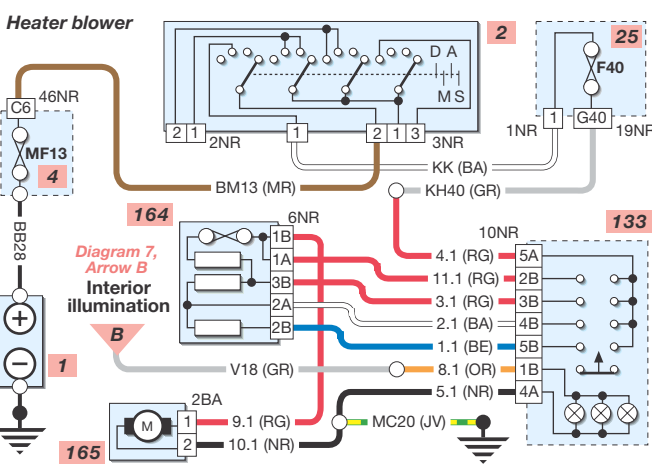 Heater blower
2
25
D A
M S
F40
C6
46NR
MF13
4
2
1
2NR
1
2
1
3
3NR
1NR
1
G40
19NR
KK (BA)
BM13 (MR)
KH40 (GR)
BB28
164
6NR
10NR
133
Diagram 7,
Arrow B
Interior
illumination
B
1B
1A
3B
2A
2B
4.1 (RG)
11.1 (RG)
3.1 (RG)
2.1 (BA)
1.1 (BE)
8.1 (OR)
5.1 (NR)
5A
2B
3B
4B
5B
1B
4A
+
−
1
V18 (GR)
2BA
M
1
2
9.1 (RG)
10.1 (NR)
MC20 (JV)
165